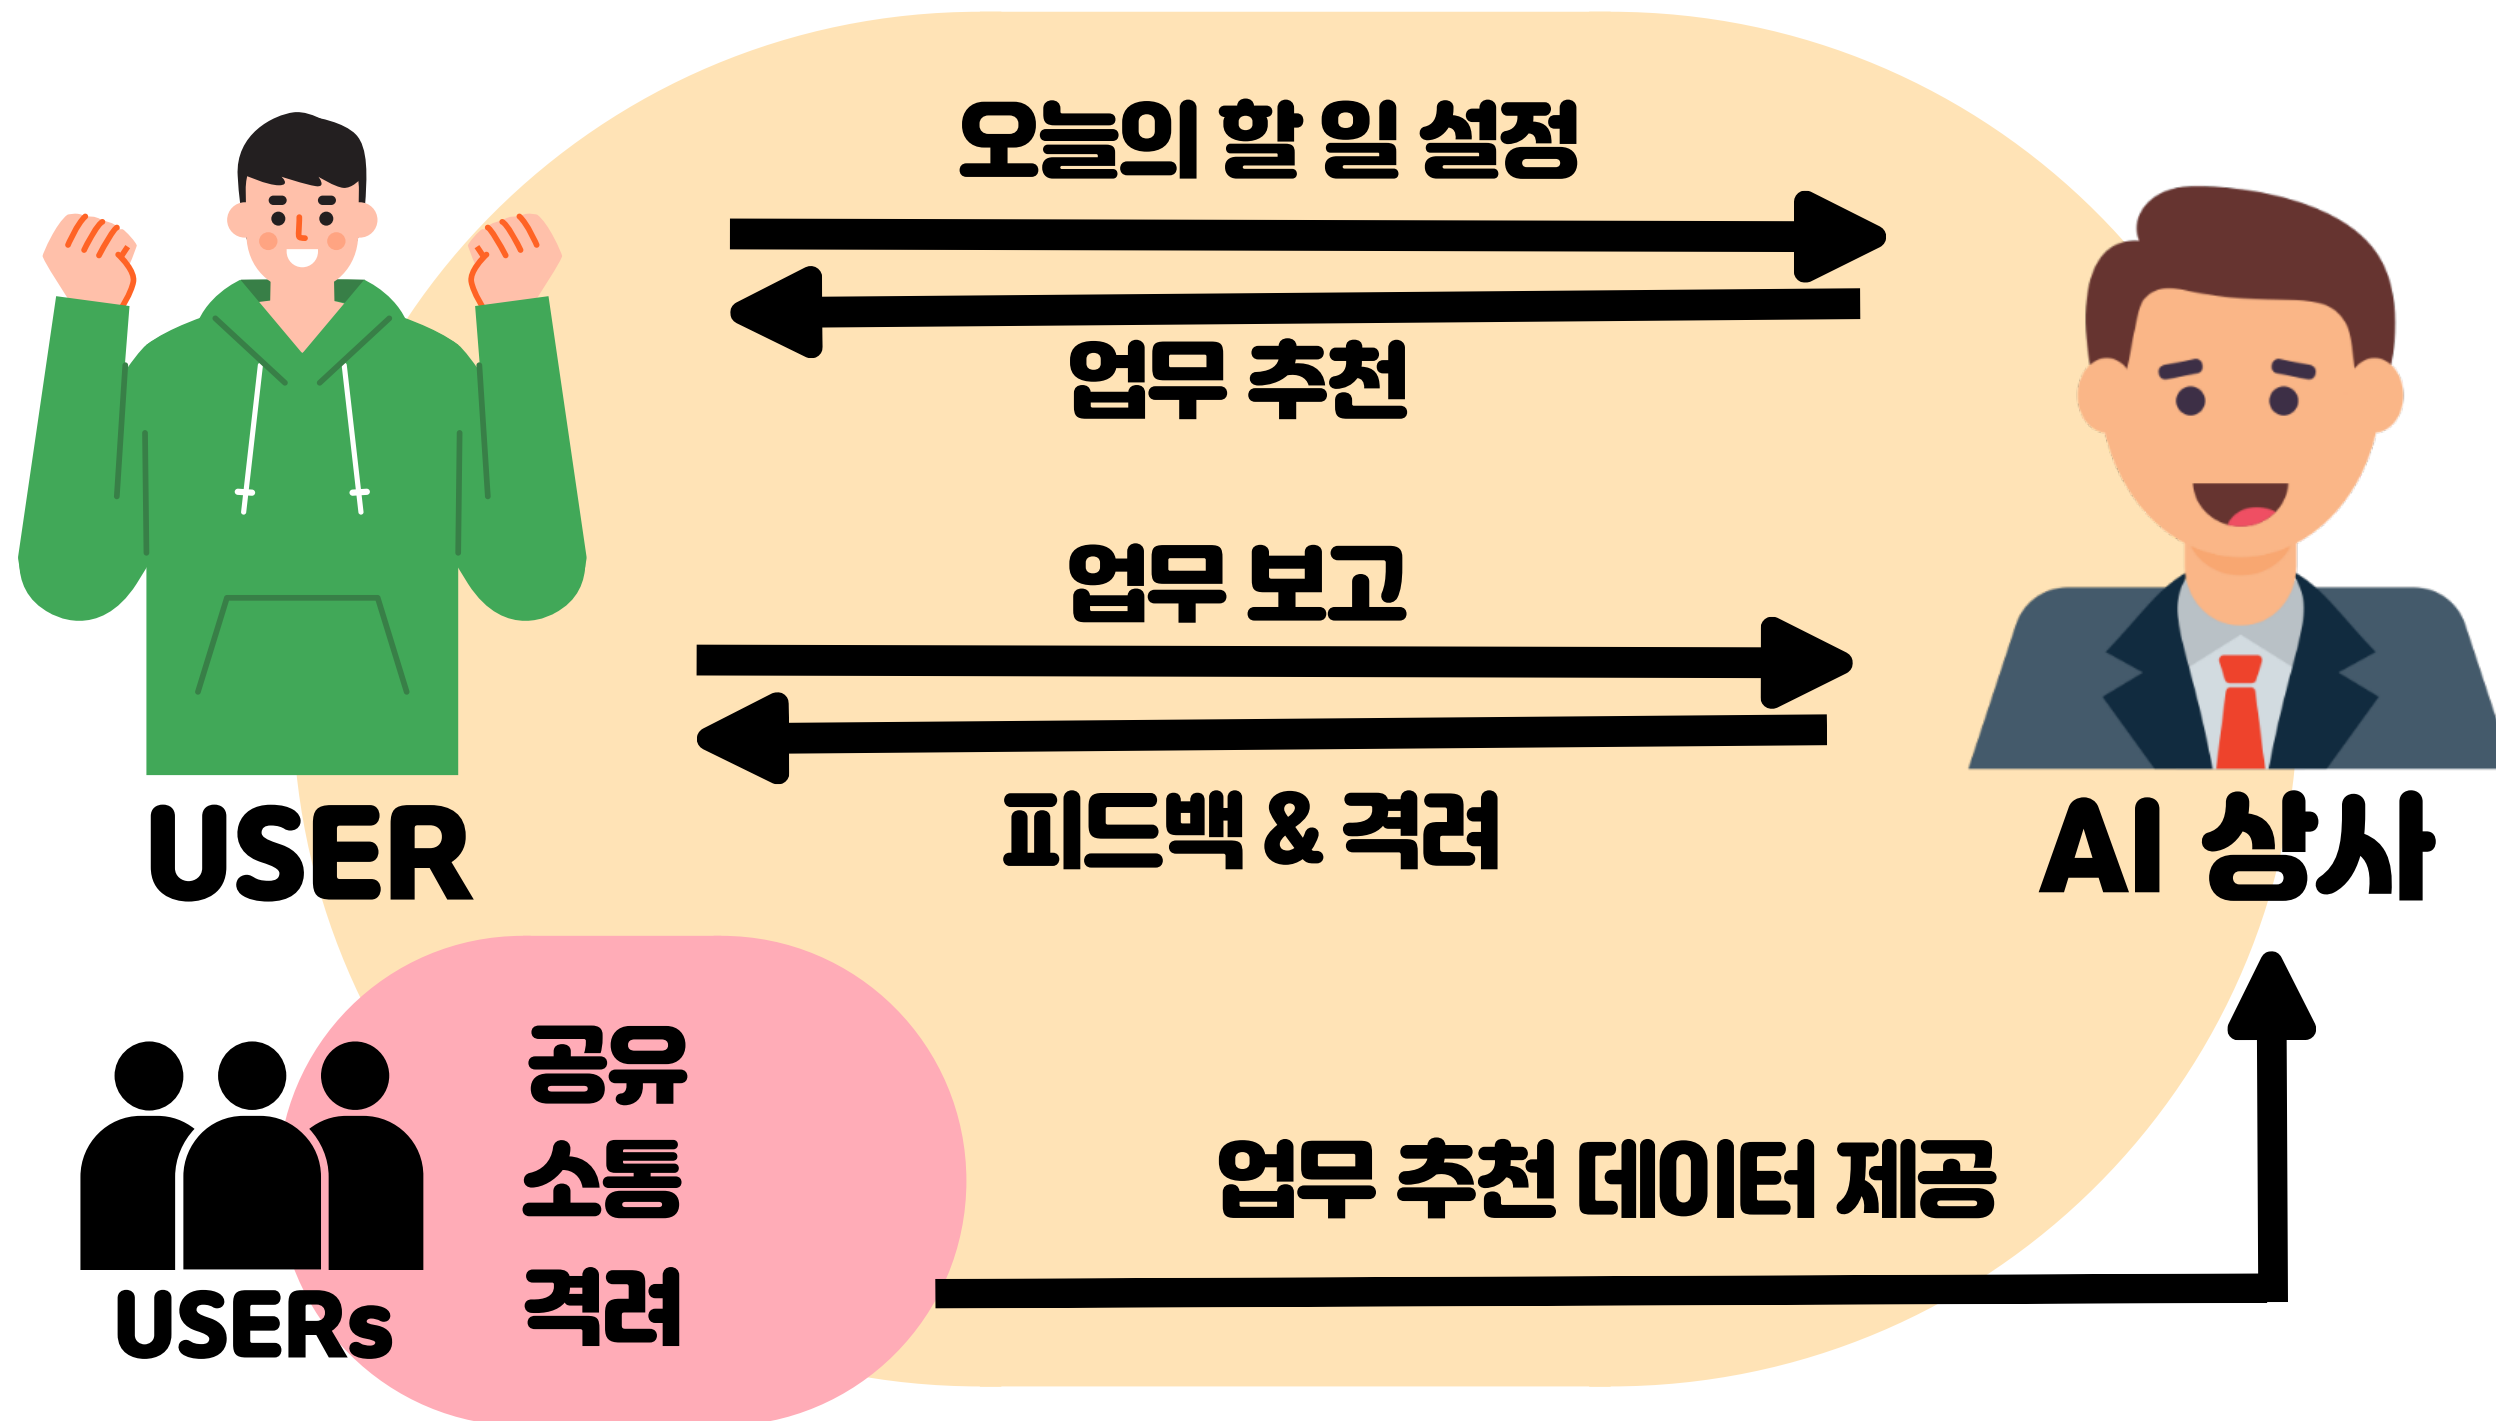 오늘의 할 일 설정
업무 추천
업무 보고
피드백 & 격려
USER
AI 상사
공유
소통
격려
업무 추천 데이터 제공
USERs